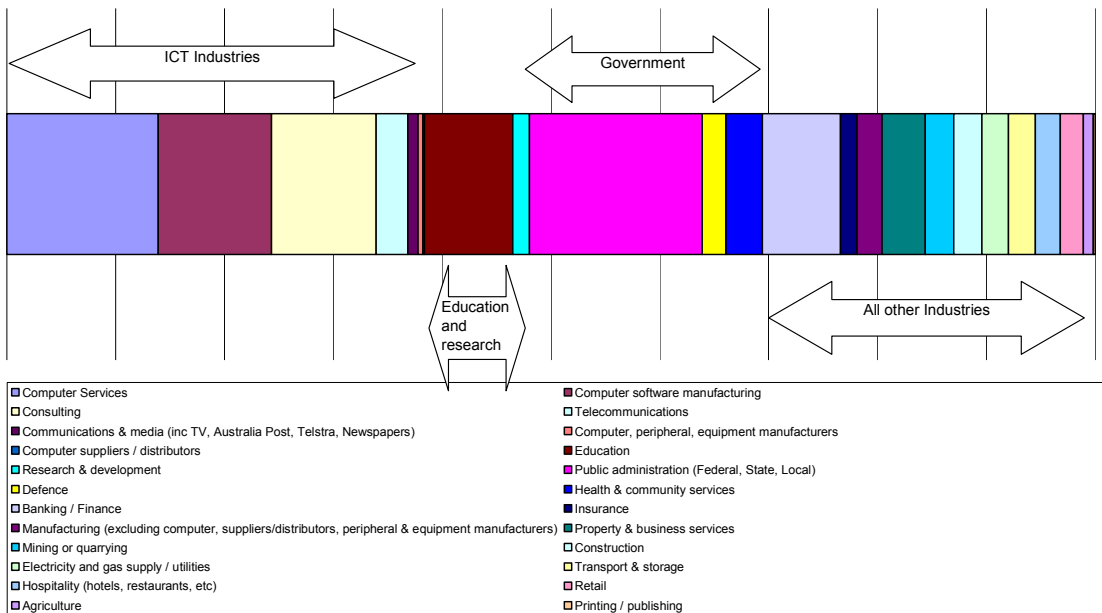 ICT Industries
Government
Education
and
research
All other Industries
Computer Services
Computer software manufacturing
Consulting
Telecommunications
Communications & media (inc TV, Australia Post, Telstra, Newspapers)
Computer, peripheral, equipment manufacturers
Computer suppliers / distributors
Education
Research & development
Public administration (Federal, State, Local)
Defence
Health & community services
Banking / Finance
Insurance
Manufacturing (excluding computer, suppliers/distributors, peripheral & equipment manufacturers)
Property & business services
Mining or quarrying
Construction
Electricity and gas supply / utilities
Transport & storage
Hospitality (hotels, restaurants, etc)
Retail
Agriculture
Printing / publishing